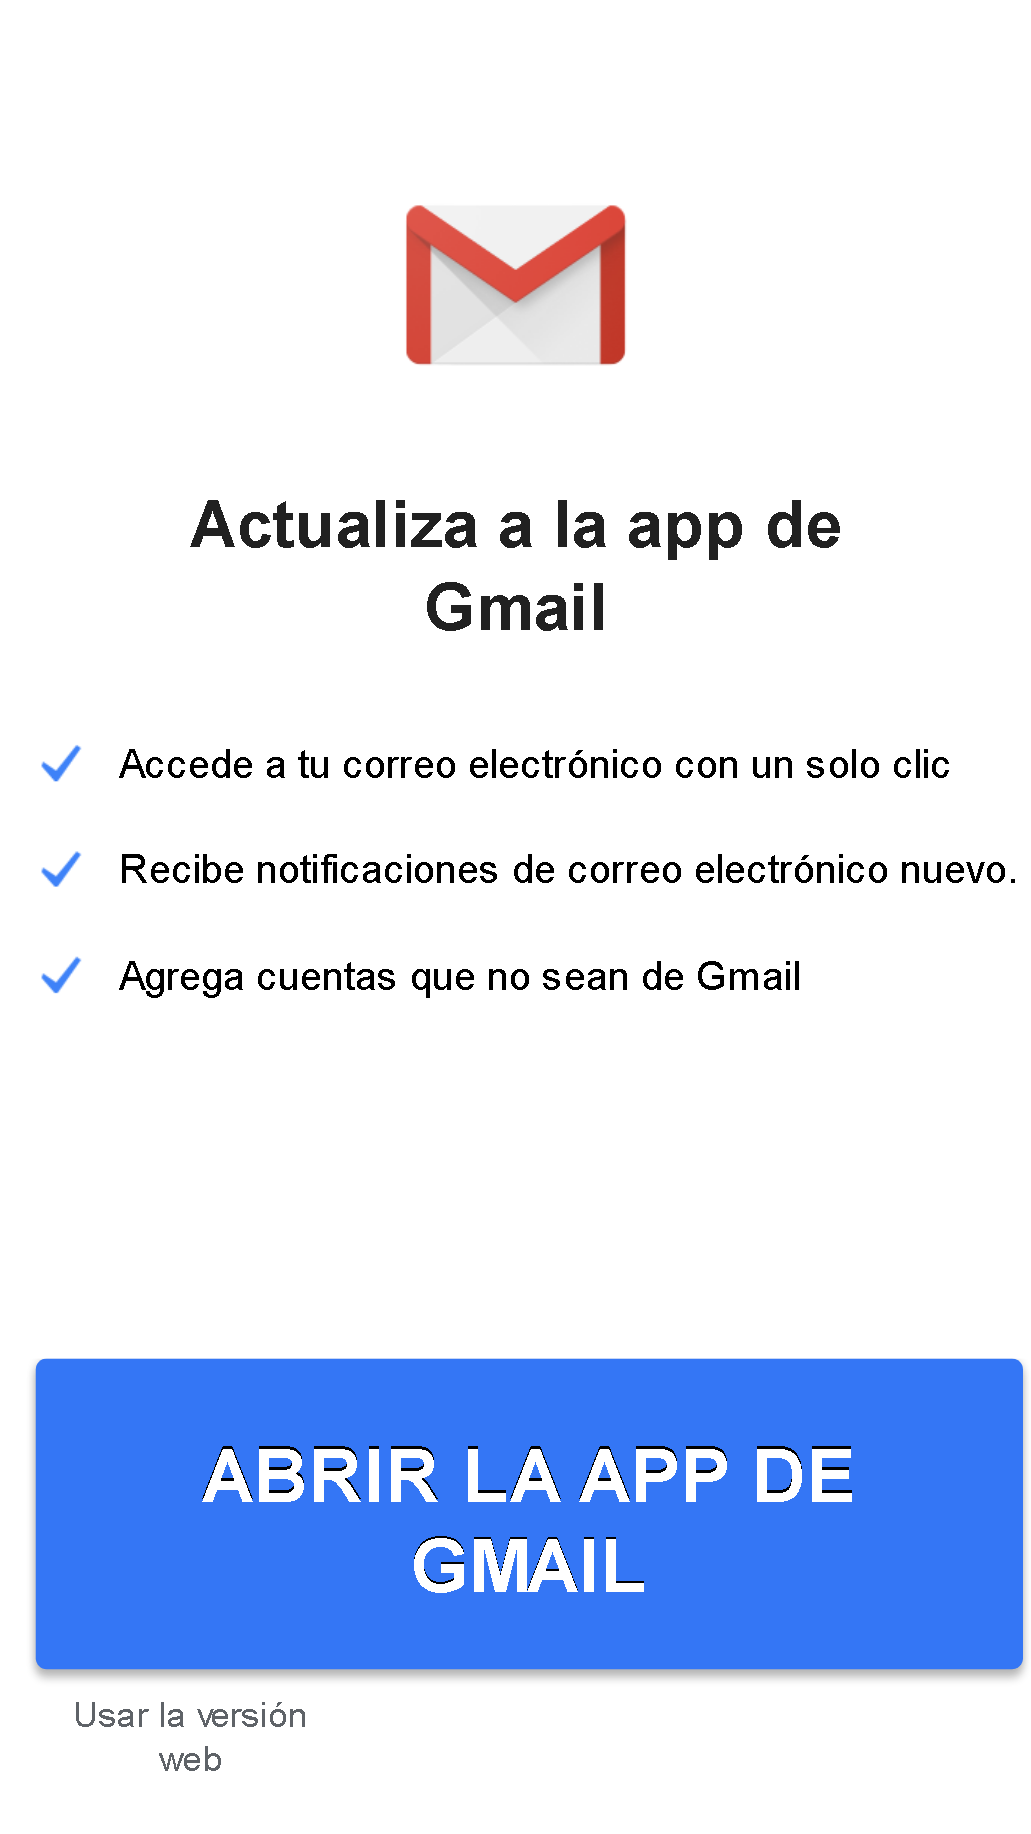 Actualiza a la app de
Gmail
Accede a tu correo electrónico con un solo clic
Recibe notificaciones de correo electrónico nuevo.
Agrega cuentas que no sean de Gmail
ABRIR LA APP DE
GMAIL
Usar la versión
web